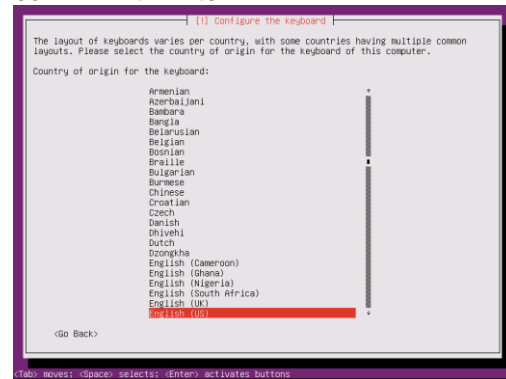 [!] Configure the keyboard
The layout of keyboards varies per country, with some countries having multiple common
layouts. Please select the country of origin for the keyboard of this computer.
Country of origin for the keyboard:
Armenian
Azerbaijani
Bambara
Bangla
Belarusian
Belgian
Bosnian
Braille
Bulgarian
Burmese
Chinese
Croatian
Czech
Danish
Dhivehi
Dutch
Dzongkha
English (Cameroon)
English (Ghana)
English (Nigeria)
English (South Africa)
English (UK)
English (US)
<Go Back>
<Tab> moves; <Space> selects; <Enter> activates buttons